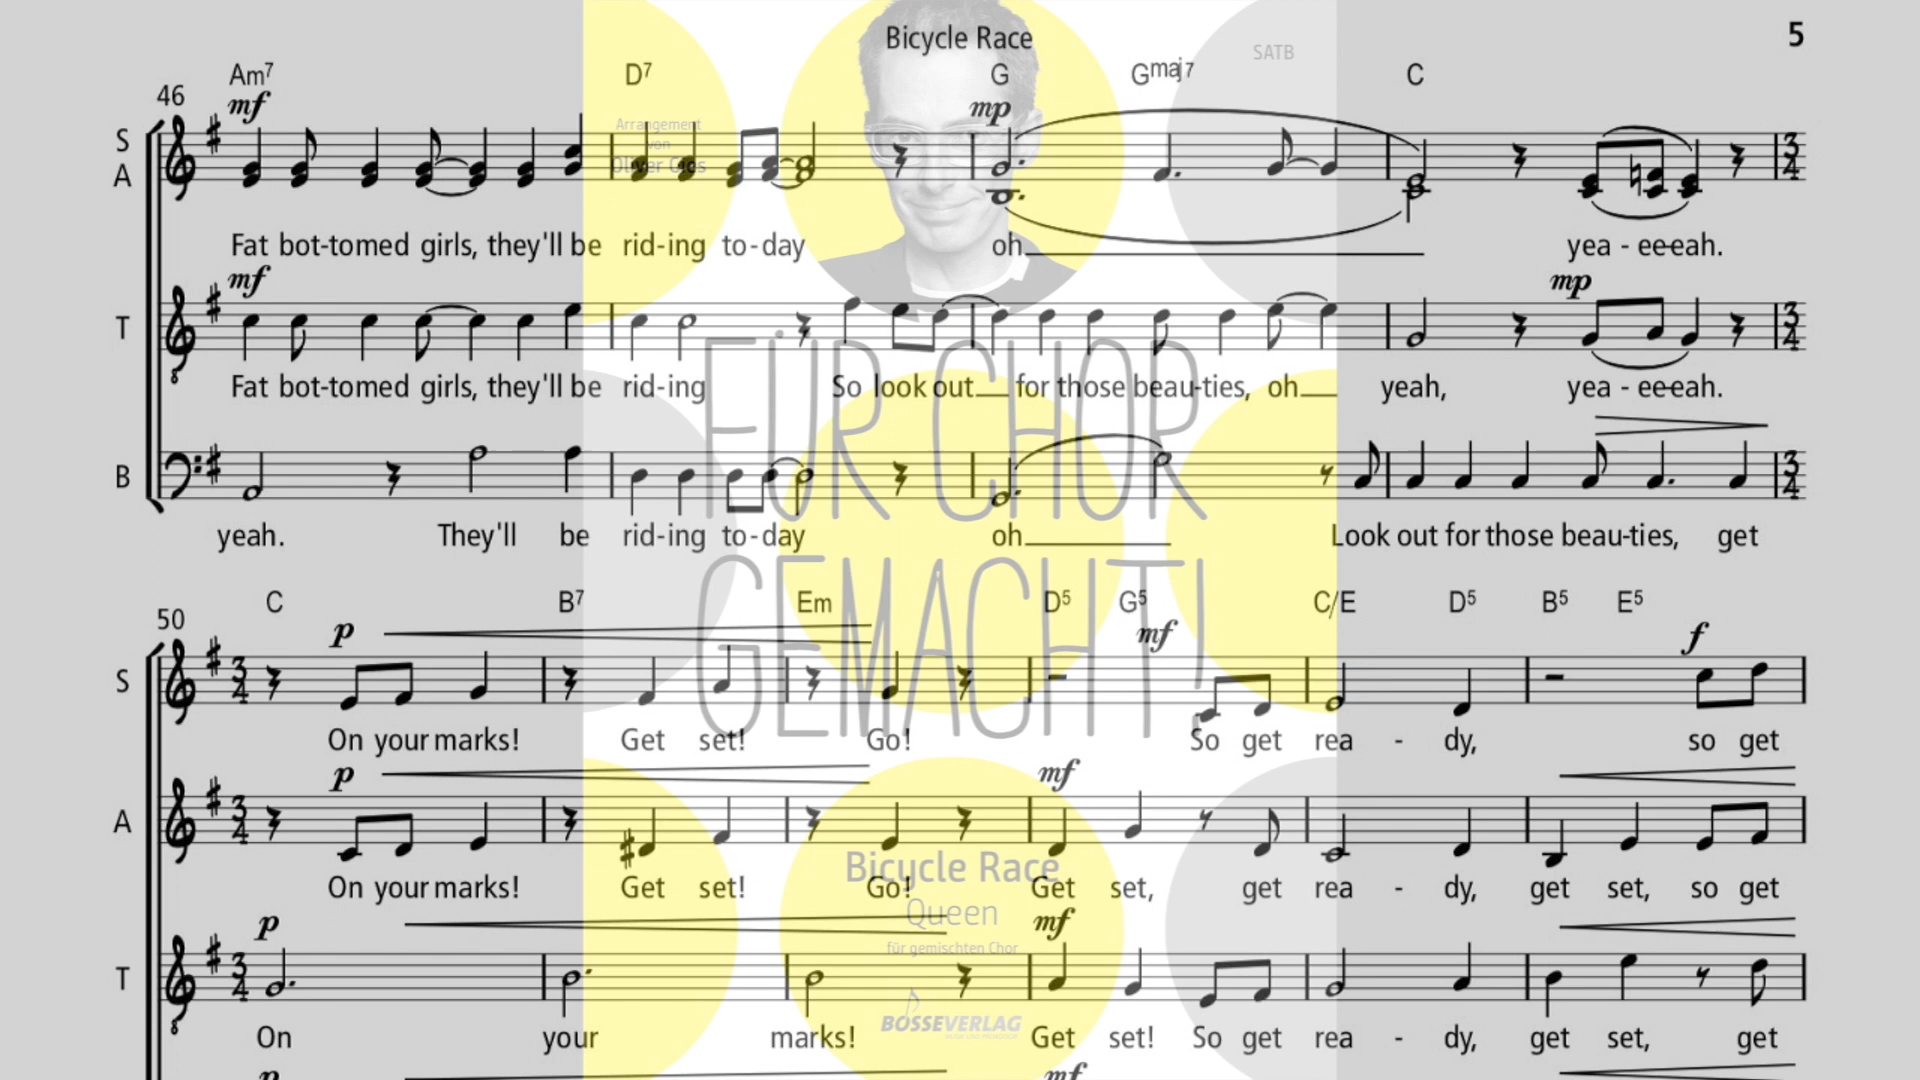 Bicycle Race
5
SATB
Am7 D7 G Gmaj7 C
46
mf mp
Arrangement
von
Oliver Gies
S
A
Fat bot-tomed girls, they'll be rid-ing to-day oh yea - ee-eah.
mf mp
T
Fat bot-tomed girls, they'll be rid-ing So look out for those beau-ties, oh yeah, yea - ee-eah.
B
yeah. They'll be rid-ing to-day oh Look out for those beau-ties, get
FÜR CHOR
GEMACHT!
C B7 Em D5 G5 C/E D5 B5 E5
50
p mf f
S
On your marks! Get set! Go! So get rea - dy, so get
p mf
A
On your marks! Get set! Go! Get set, get rea - dy, get set, so get
Bicycle Race
Queen
für gemischten Chor
p mf
T
On your marks! Get set! So get rea - dy, get set, get
BOSSEVERLAG
p mf